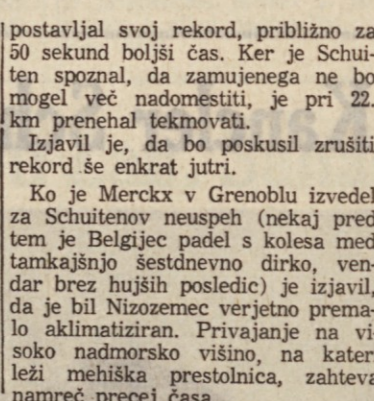 postavljal svoj rekord, približno za
50 sekund boljši čas. Ker je Schui-
ten spoznal, da zamujenega ne bo
mogel več nadomestiti, je pri 22.
km prenehal tekmovati.
Izjavil je, da bo poskusil zrušiti
rekord še enkrat jutri.
Ko je Merckx v Grenoblu izvedel
za Schuitenov neuspeh (nekaj pred
tem je Belgijec padel s kolesa med
tamkajšnjo šestdnevno dirko, ven-
dar brez hujših posledic) je izjavil,
da je bil Nizozemec verjetno prema-
lo aklimatiziran. Privajanje na vi-
soko nadmorsko višino, na kater
leži mehiška prestolnica, zahteva
namreč precej časa